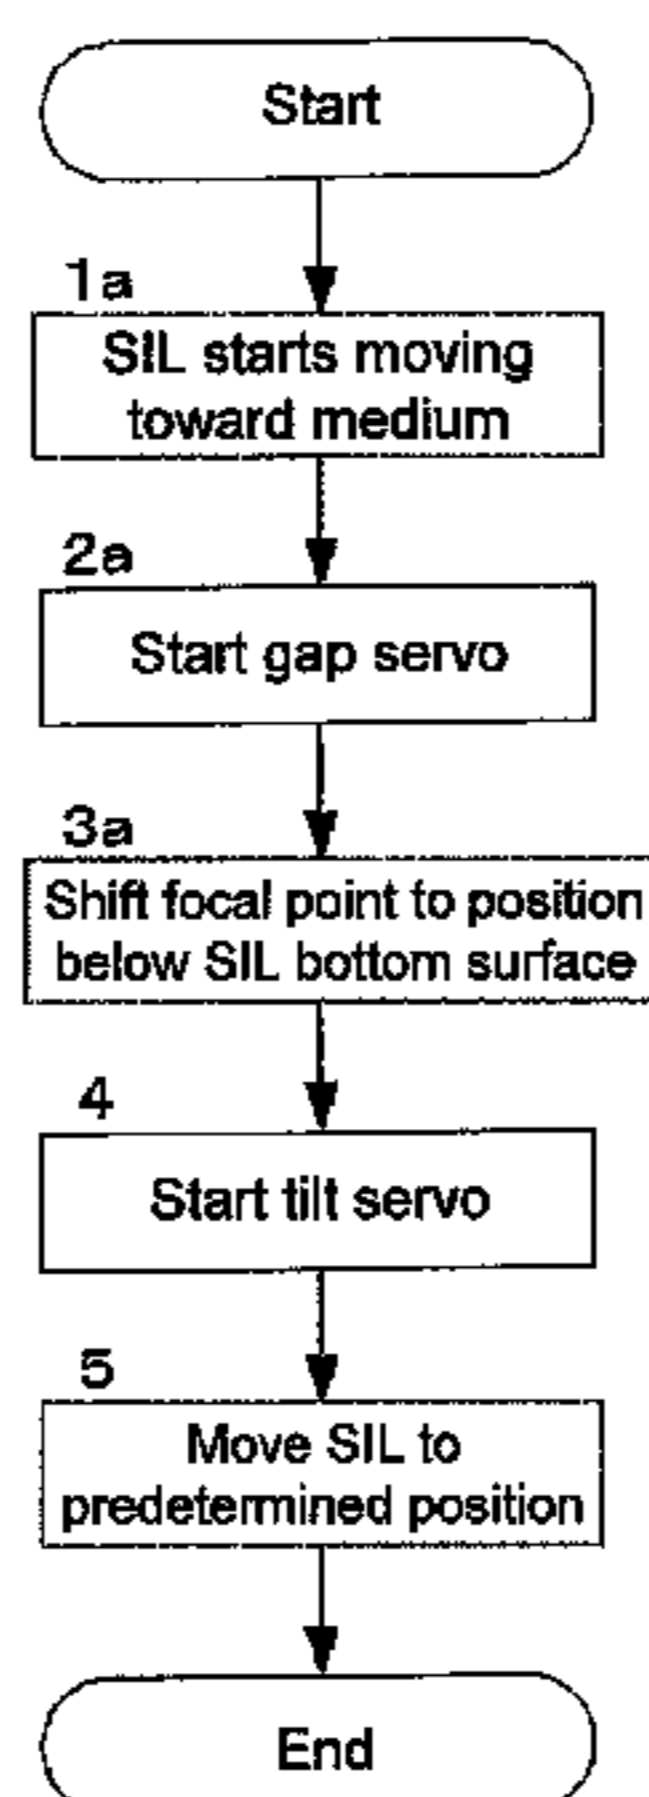 Start
1a
SIL starts moving
toward medium
2a
Start gap servo
3a
Shift focal point to position
below SIL bottom surface
4
Start tilt servo
5
Move SIL to
predetermined position
End